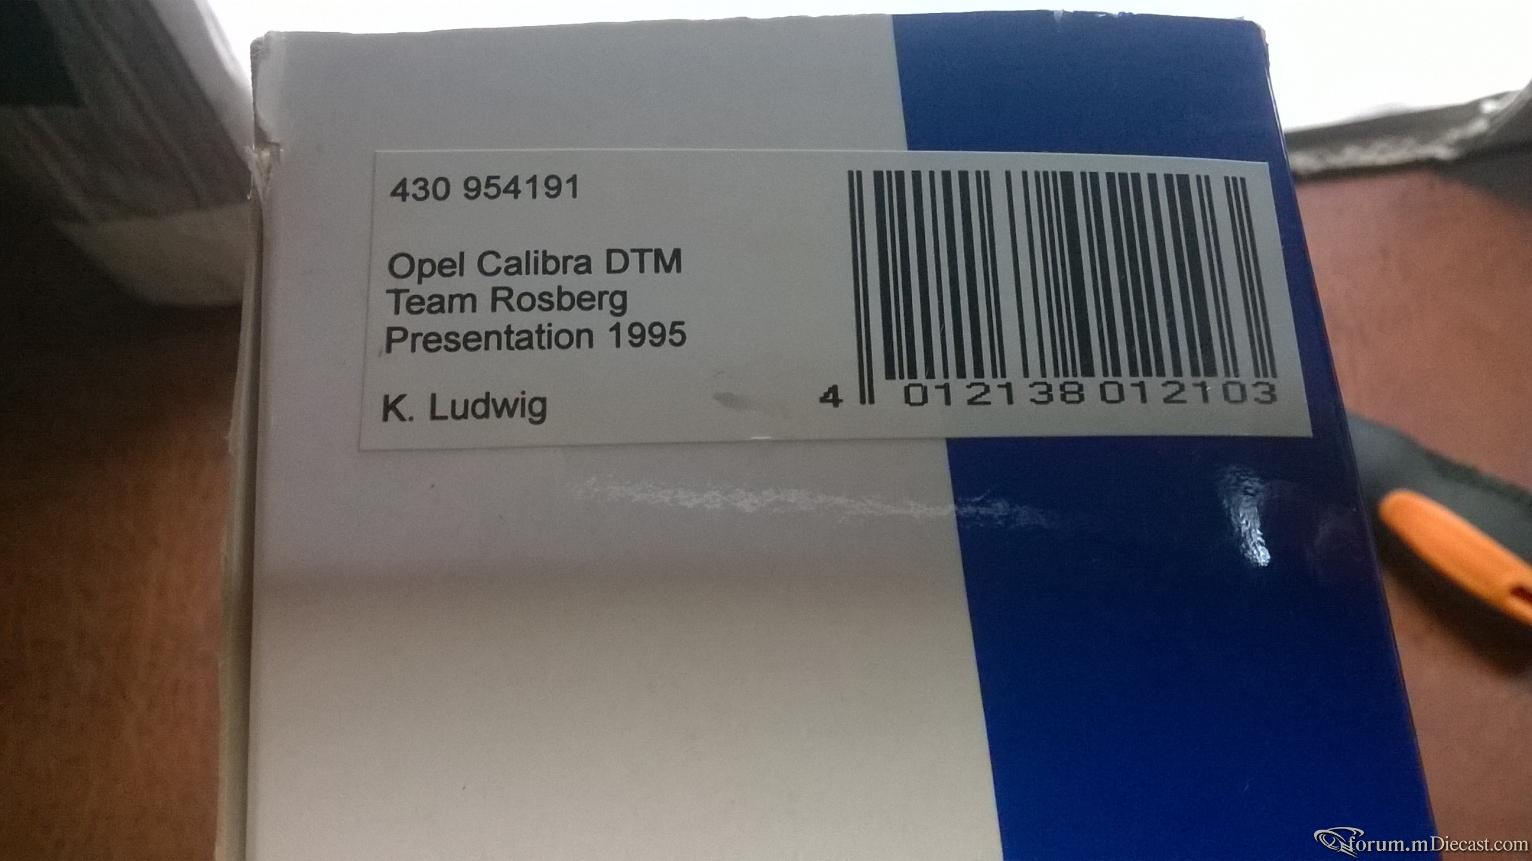 430 954191
Opel Calibra DTM
Team Rosberg
Presentation 1995
K. Ludwig
4 012138 012103
forum.mDiecast.com